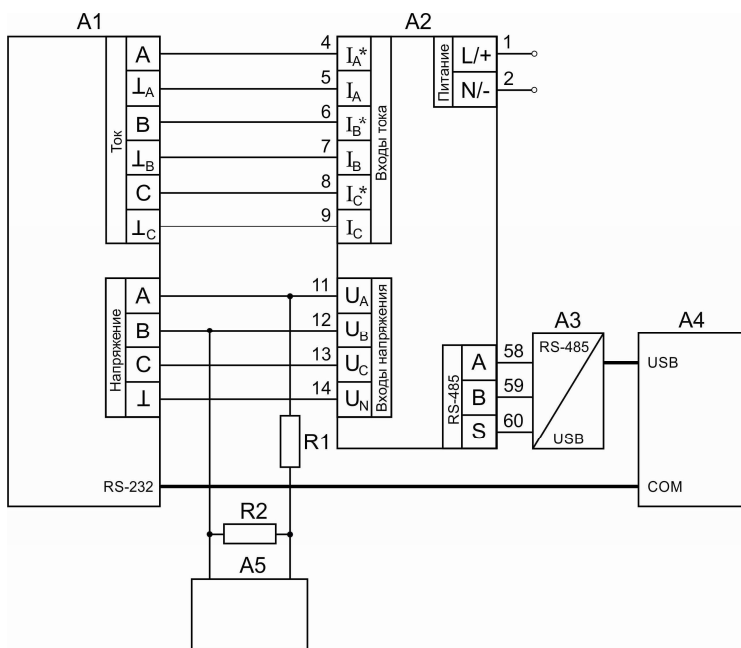 A1
A2
Ток
A
⊥A
B
⊥B
C
⊥C
4
5
6
7
8
9
IA*
IA
IB*
IB
IC*
IC
Входы тока
Питание
L/+
N/-
1
2
Напряжение
A
B
C
⊥
11
12
13
14
UA
UB
UC
UN
Входы напряжения
RS-485
A
B
S
58
59
60
A3
RS-485
USB
A4
USB
COM
R1
RS-232
R2
A5